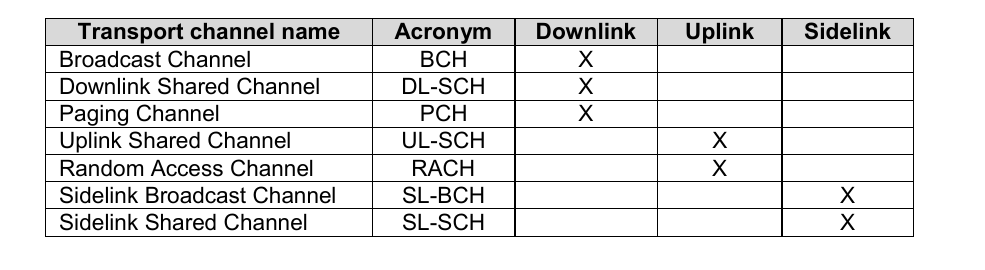 Transport channel name Acronym Downlink Uplink Sidelink
Broadcast Channel BCH X
Downlink Shared Channel DL-SCH X
Paging Channel PCH X
Uplink Shared Channel UL-SCH X
Random Access Channel RACH X
Sidelink Broadcast Channel SL-BCH X
Sidelink Shared Channel SL-SCH X